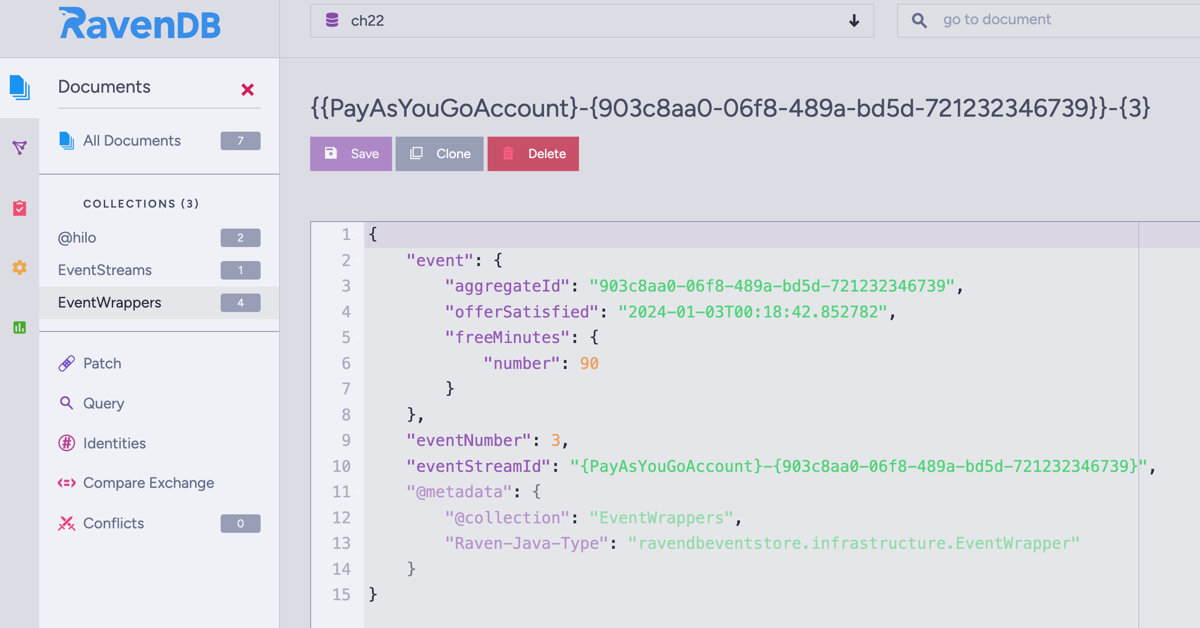 RavenDB
ch22
go to document
Documents
All Documents 7
COLLECTIONS (3)
@hilo 2
EventStreams 1
EventWrappers 4
Patch
Query
Identities
Compare Exchange
Conflicts 0
{{PayAsYouGoAccount}-{903c8aa0-06f8-489a-bd5d-721232346739}}-{3}
Save Clone Delete
1 {
2 "event": {
3 "aggregateId": "903c8aa0-06f8-489a-bd5d-721232346739",
4 "offerSatisfied": "2024-01-03T00:18:42.852782",
5 "freeMinutes": {
6 "number": 90
7 }
8 },
9 "eventNumber": 3,
10 "eventStreamId": "{PayAsYouGoAccount}-{903c8aa0-06f8-489a-bd5d-721232346739}",
11 "@metadata": {
12 "@collection": "EventWrappers",
13 "Raven-Java-Type": "ravendbeventstore.infrastructure.EventWrapper"
14 }
15 }